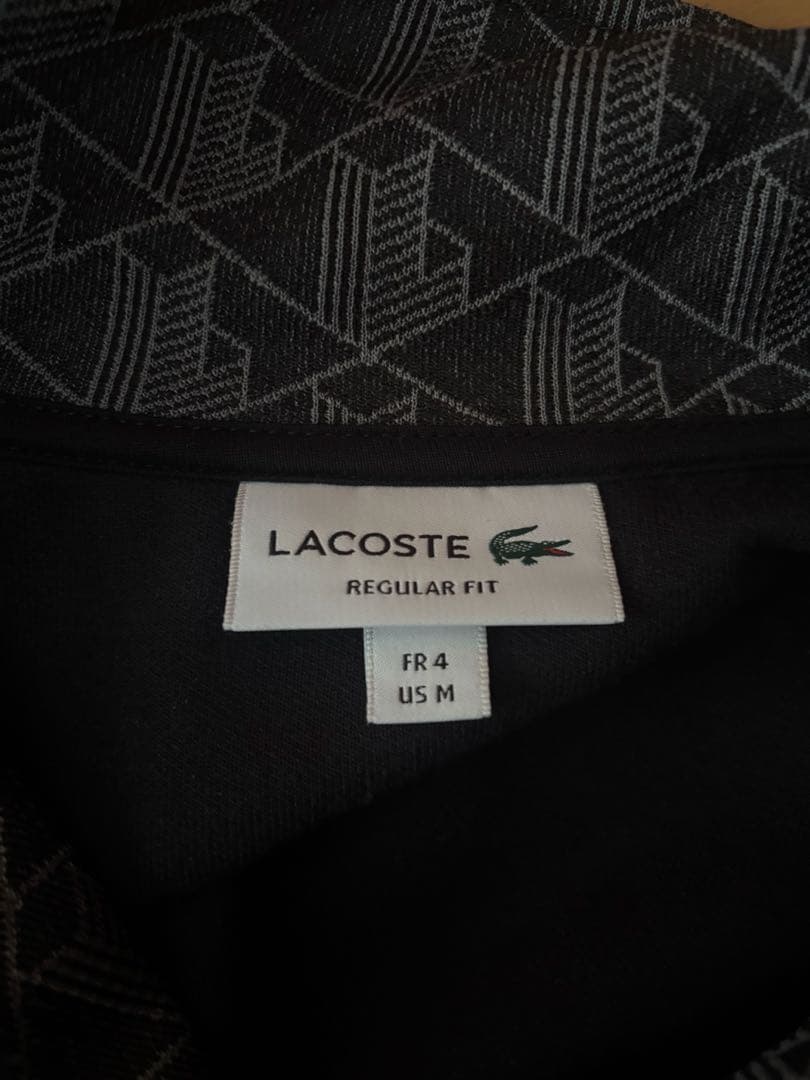 LACOSTE
REGULAR FIT
FR 4
US M